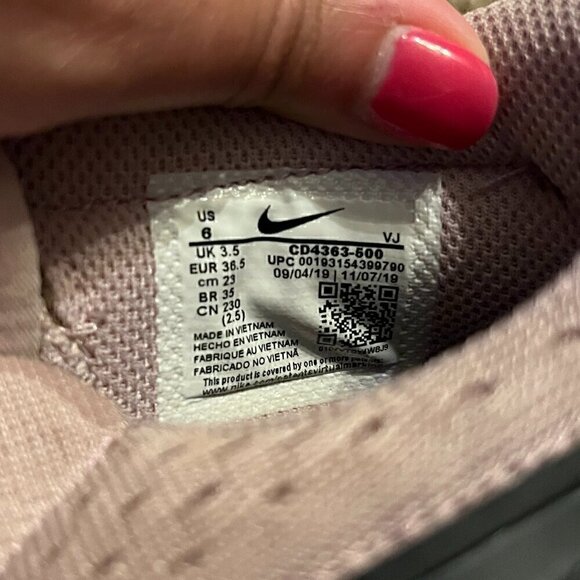 US
6
VJ
UK 3.5
CD4363-500
EUR 36.5
UPC 00193154399790
cm 23
09/04/19 | 11/07/19
BR 35
CN 230
(2.5)
MADE IN VIETNAM
HECHO EN VIETNAM
FABRIQUE AU VIETNAM
FABRICADO NO VIETNÃ
This product is covered by one or more